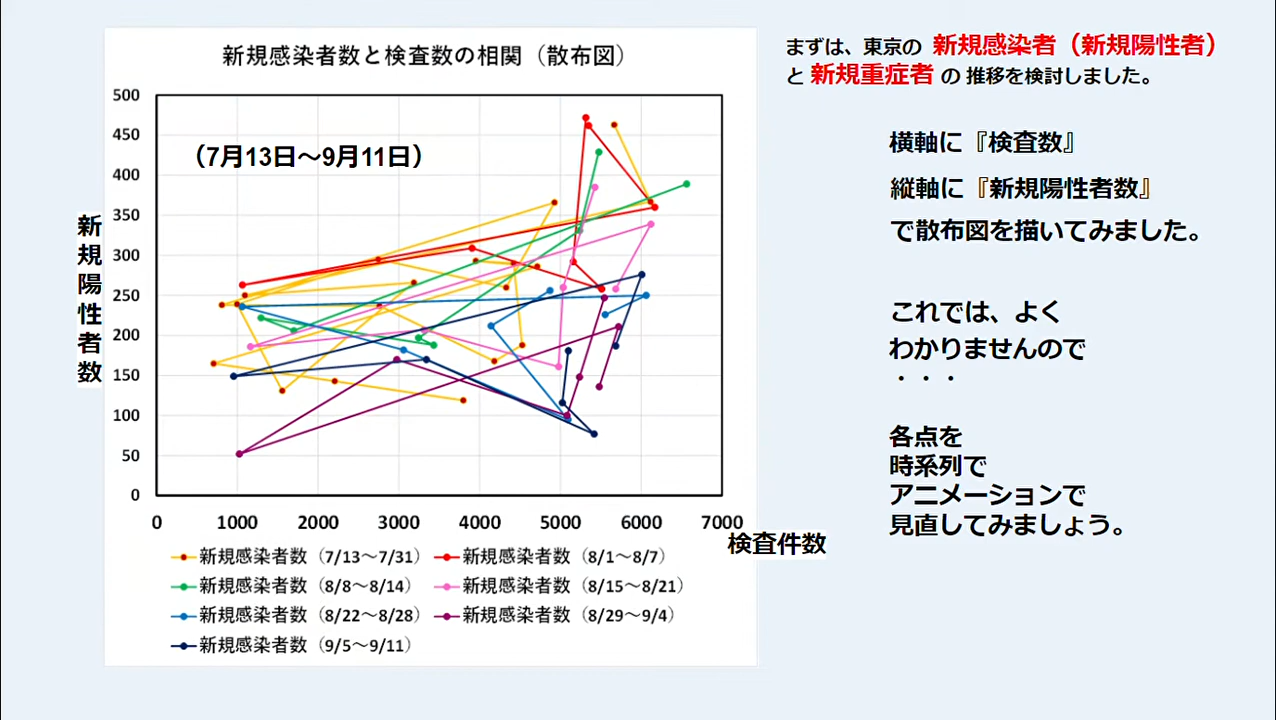 新規感染者数と検査数の相関（散布図）
（7月13日～9月11日）
500
450
400
350
300
250
200
150
100
50
0
新規陽性者数
0 1000 2000 3000 4000 5000 6000 7000
検査件数
新規感染者数（7/13～7/31） 新規感染者数（8/1～8/7）
新規感染者数（8/8～8/14） 新規感染者数（8/15～8/21）
新規感染者数（8/22～8/28） 新規感染者数（8/29～9/4）
新規感染者数（9/5～9/11）
まずは、東京の 新規感染者（新規陽性者）
と 新規重症者 の 推移を検討しました。
横軸に『検査数』
縦軸に『新規陽性者数』
で散布図を描いてみました。
これでは、よく
わかりませんので
・・・
各点を
時系列で
アニメーションで
見直してみましょう。